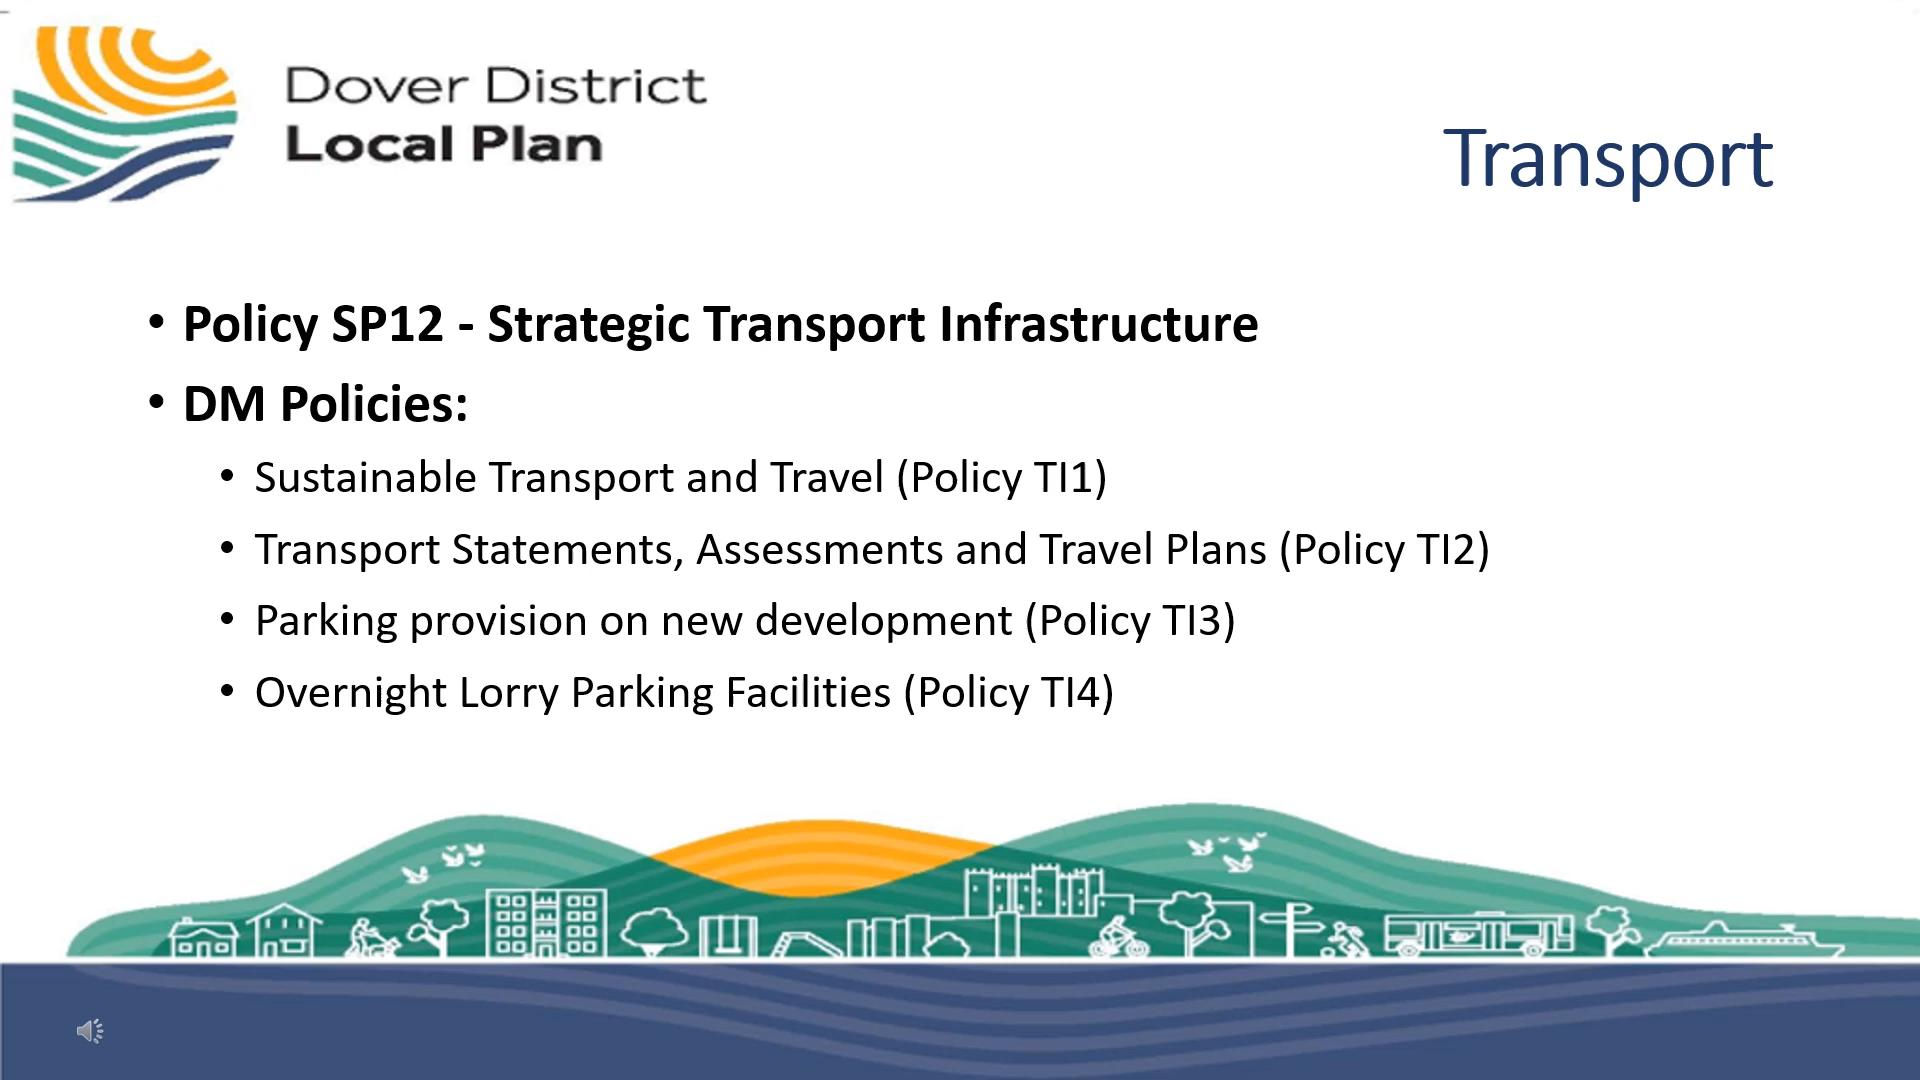 Dover District
Local Plan
Transport
• Policy SP12 - Strategic Transport Infrastructure
• DM Policies:
• Sustainable Transport and Travel (Policy TI1)
• Transport Statements, Assessments and Travel Plans (Policy TI2)
• Parking provision on new development (Policy TI3)
• Overnight Lorry Parking Facilities (Policy TI4)